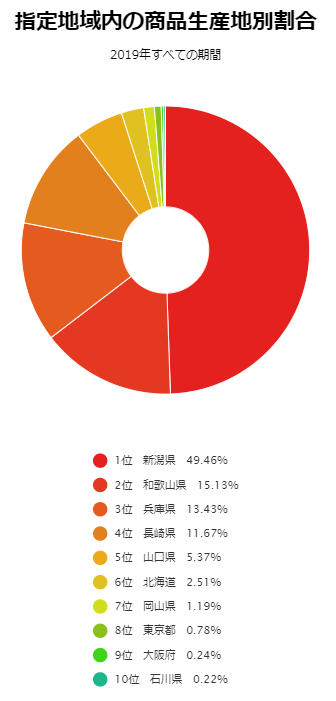 指定地域内の商品生産地別割合
2019年すべての期間
1位　新潟県　49.46%
2位　和歌山県　15.13%
3位　兵庫県　13.43%
4位　長崎県　11.67%
5位　山口県　5.37%
6位　北海道　2.51%
7位　岡山県　1.19%
8位　東京都　0.78%
9位　大阪府　0.24%
10位　石川県　0.22%